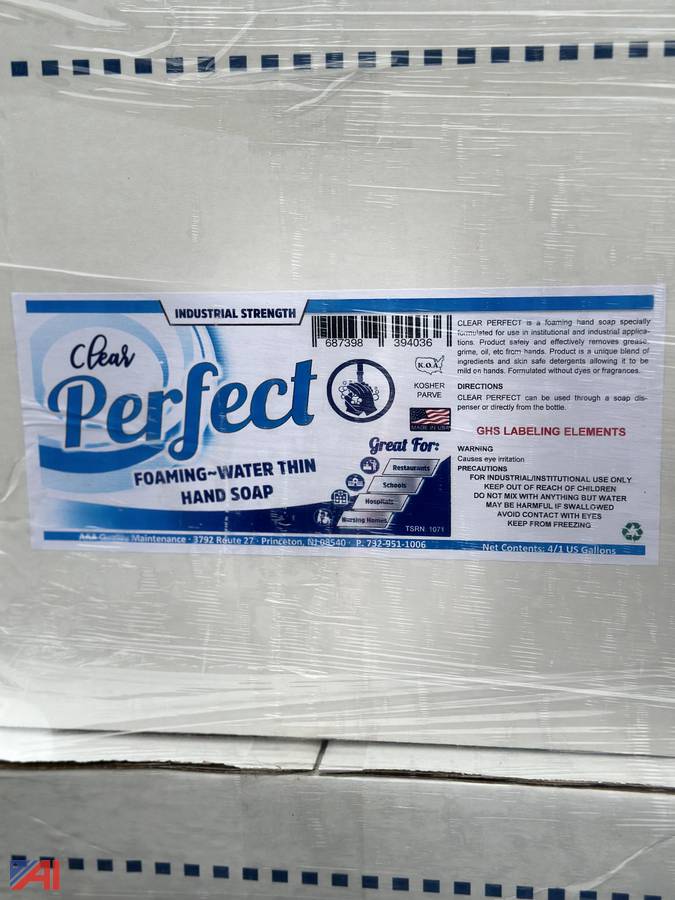 INDUSTRIAL STRENGTH
Clear
Perfect
FOAMING~WATER THIN
HAND SOAP
687398 394036
K.O.A.
KOSHER
PARVE
MADE IN USA
Great For:
Restaurants
Schools
Hospitals
Nursing Homes
TSRN: 1071
CLEAR PERFECT is a foaming hand soap specially
formulated for use in institutional and industrial applica-
tions. Product safely and effectively removes grease,
grime, oil, etc from hands. Product is a unique blend of
ingredients and skin safe detergents allowing it to be
mild on hands. Formulated without dyes or fragrances.
DIRECTIONS
CLEAR PERFECT can be used through a soap dis-
penser or directly from the bottle.
GHS LABELING ELEMENTS
WARNING
Causes eye irritation
PRECAUTIONS
FOR INDUSTRIAL/INSTITUTIONAL USE ONLY
KEEP OUT OF REACH OF CHILDREN
DO NOT MIX WITH ANYTHING BUT WATER
MAY BE HARMFUL IF SWALLOWED
AVOID CONTACT WITH EYES
KEEP FROM FREEZING
AAA Maintenance · 3792 Route 27 · Princeton, NJ 08540 · P. 732-951-1006
Net Contents: 4/1 US Gallons
AI